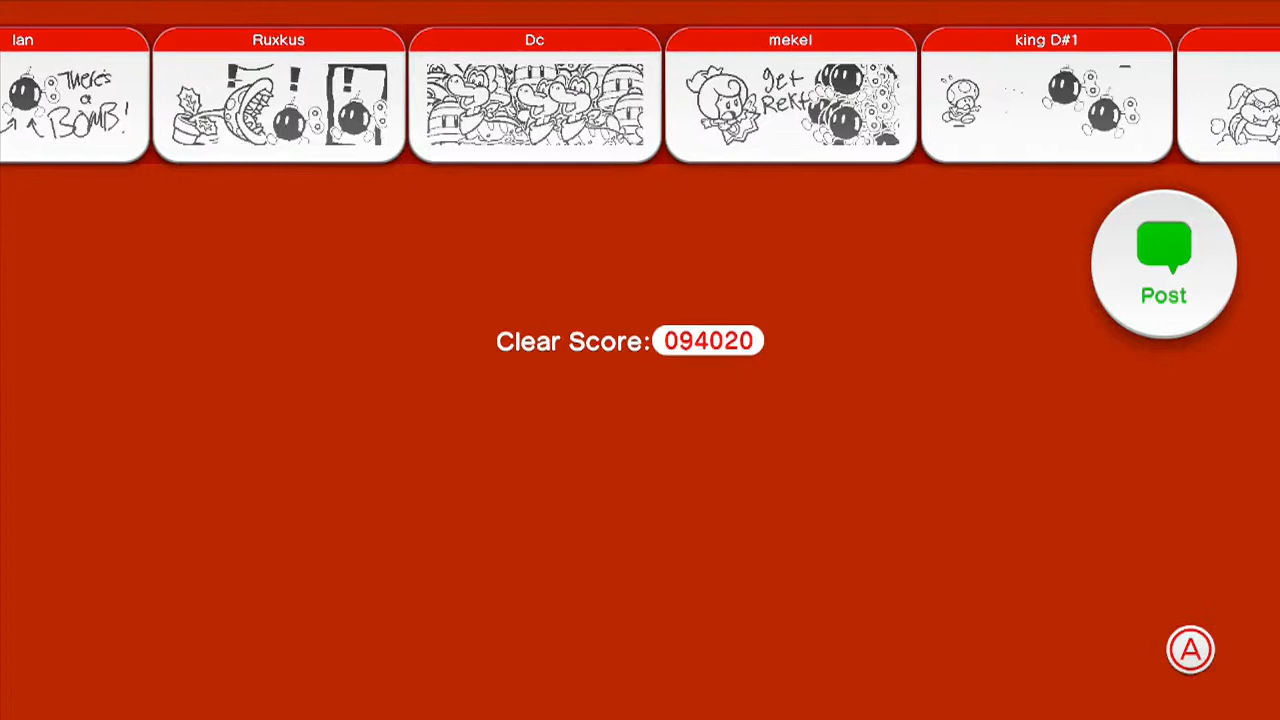 Ian
Ruxkus
Dc
mekel
king D#1
There's
a
BOMB!
!
!
!
get
Rekt
Post
Clear Score: 094020
A